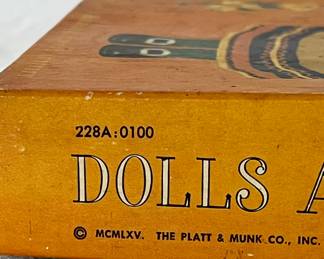 228A:0100
DOLLS A
© MCMLXV. THE PLATT & MUNK CO., INC.